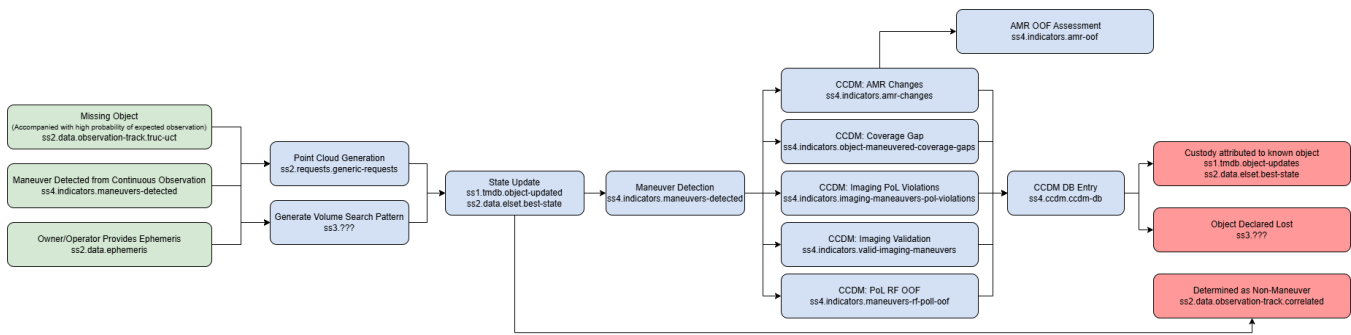 AMR OOF Assessment
ss4.indicators.amr-oof
Missing Object
(Accompanied with high probability of expected observation)
ss2.data.observation-track.truc-uct
Maneuver Detected from Continuous Observation
ss4.indicators.maneuvers-detected
Owner/Operator Provides Ephemeris
ss2.data.ephemeris
Point Cloud Generation
ss2.requests.generic-requests
Generate Volume Search Pattern
ss3.???
State Update
ss1.tmdb.object-updated
ss2.data.elset.best-state
Maneuver Detection
ss4.indicators.maneuvers-detected
CCDM: AMR Changes
ss4.indicators.amr-changes
CCDM: Coverage Gap
ss4.indicators.object-maneuvered-coverage-gaps
CCDM: Imaging PoL Violations
ss4.indicators.imaging-maneauvers-pol-violations
CCDM: Imaging Validation
ss4.indicators.valid-imaging-maneuvers
CCDM: PoL RF OOF
ss4.indicators.maneuvers-rf-poll-oof
CCDM DB Entry
ss4.ccdm.ccdm-db
Custody attributed to known object
ss1.tmdb.object-updates
ss2.data.elset.best-state
Object Declared Lost
ss3.???
Determined as Non-Maneuver
ss2.data.observation-track.correlated